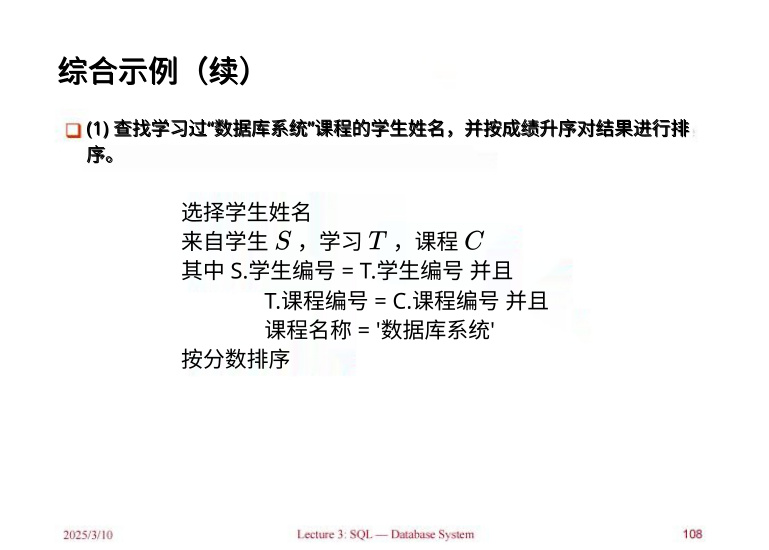 综合示例（续）
(1) 查找学习过“数据库系统”课程的学生姓名，并按成绩升序对结果进行排
序。
选择学生姓名
来自学生 S ，学习 T ，课程 C
其中 S.学生编号 = T.学生编号 并且
T.课程编号 = C.课程编号 并且
课程名称 = '数据库系统'
按分数排序
2025/3/10
Lecture 3: SQL — Database System
108